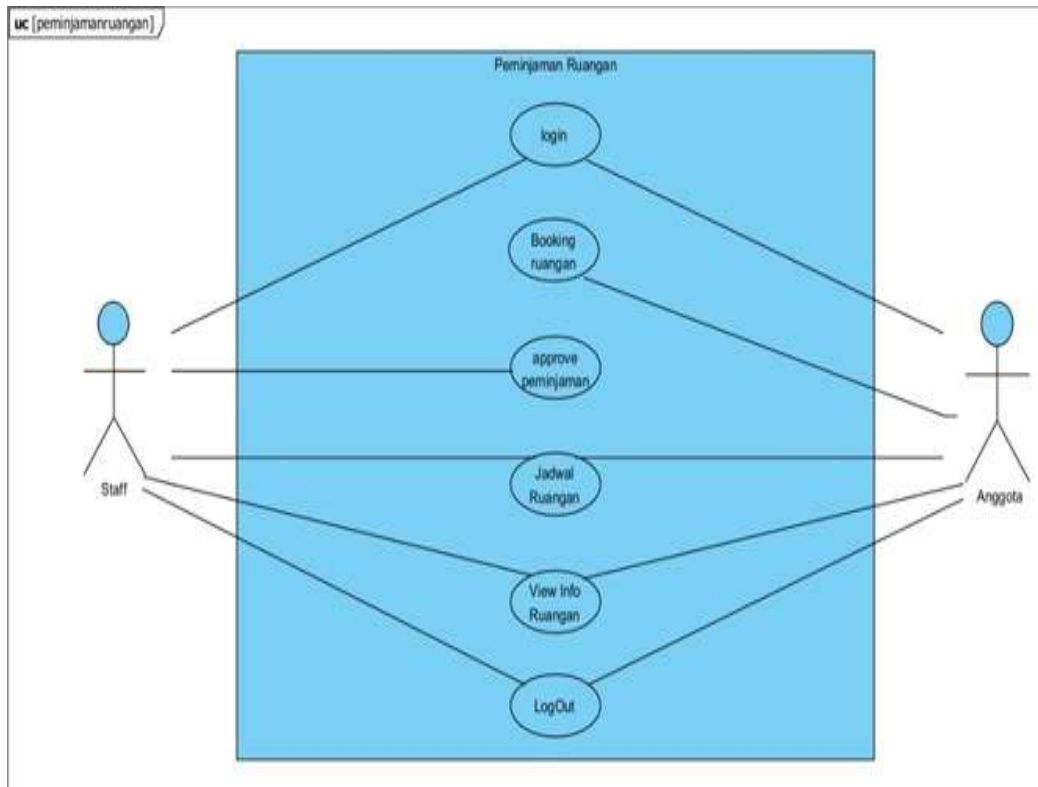 uc [peminjamanruangan]
Peminjaman Ruangan
login
Booking
ruangan
approve
peminjaman
Jadwal
Ruangan
Staff
Anggota
View Info
Ruangan
LogOut